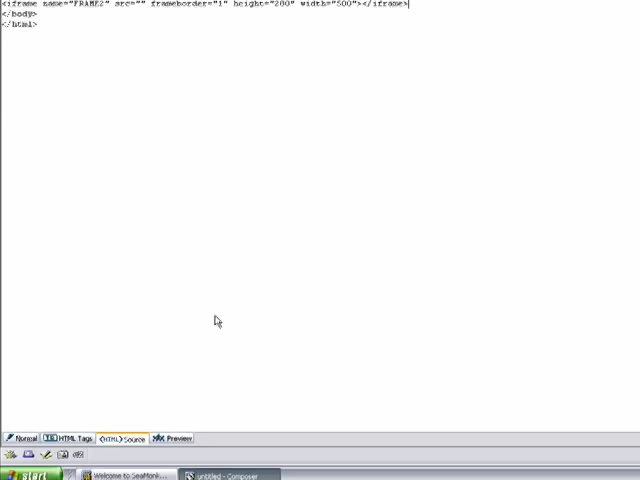 <iframe name="FRAME2" src="" frameborder="1" height="200" width="500"></iframe>
</body>
</html>
Normal HTML Tags <HTML> Source Preview
start Welcome to SeaMonk... untitled - Composer